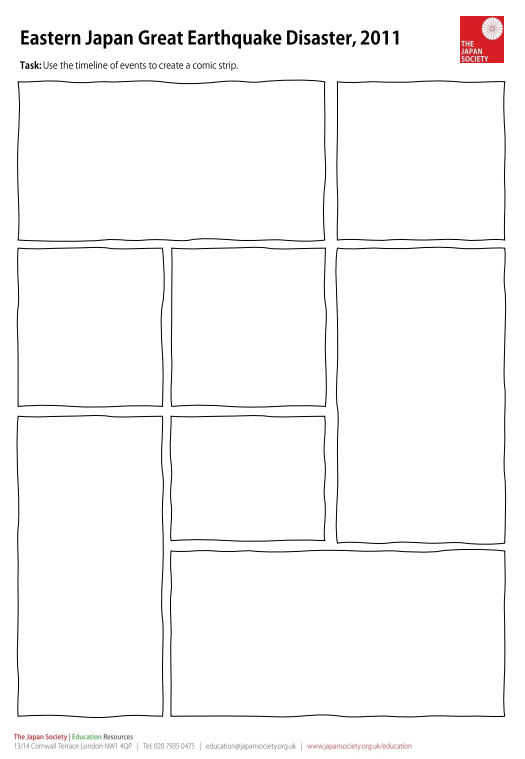 Eastern Japan Great Earthquake Disaster, 2011
THE
JAPAN
SOCIETY
Task: Use the timeline of events to create a comic strip.
The Japan Society | Education Resources
13/14 Cornwall Terrace London NW1 4QP | Tel: 020 7935 0475 | education@japansociety.org.uk | www.japansociety.org.uk/education